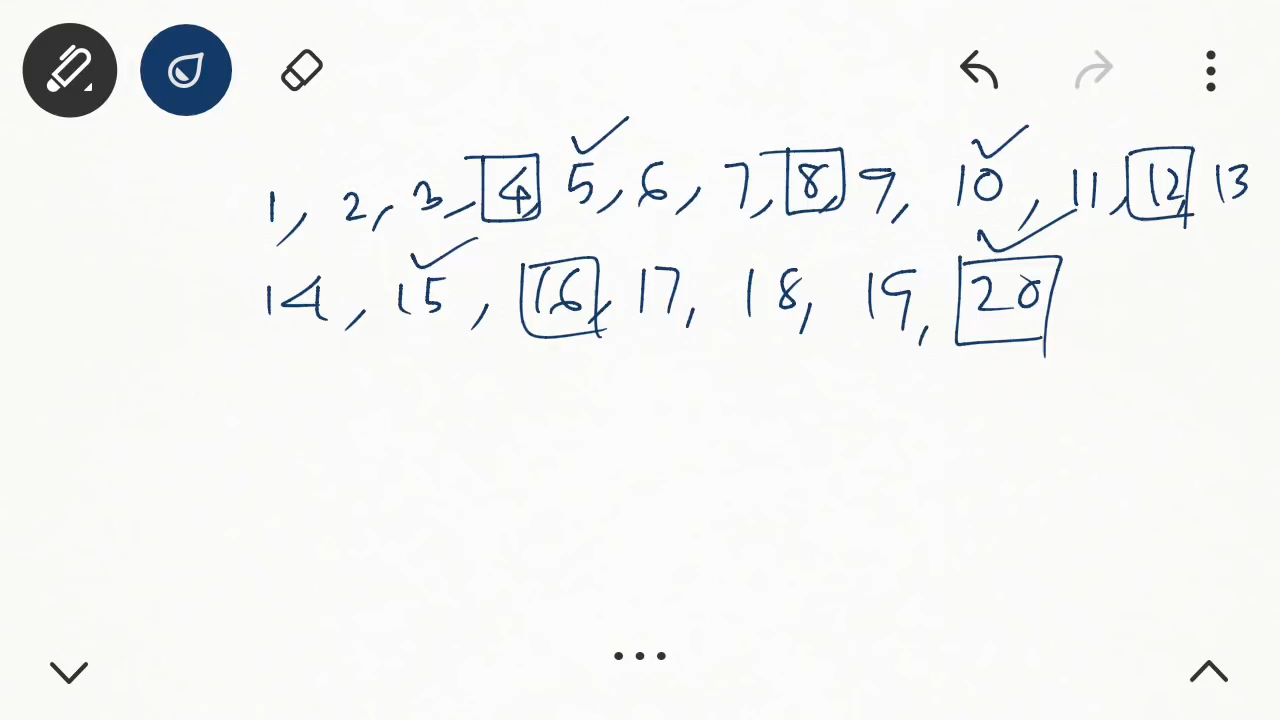 1, 2, 3, 4, 5, 6, 7, 8, 9, 10, 11, 12, 13
14, 15, 16, 17, 18, 19, 20